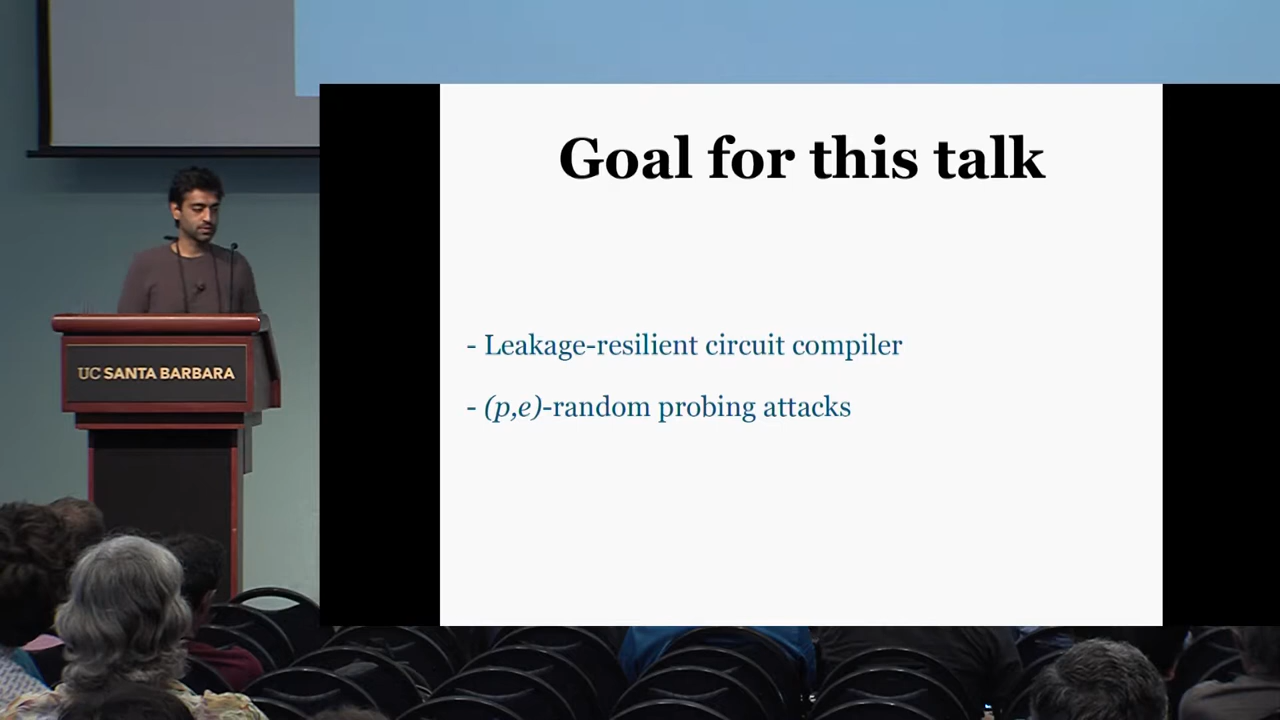 Goal for this talk
- Leakage-resilient circuit compiler
- (p,e)-random probing attacks
UC SANTA BARBARA